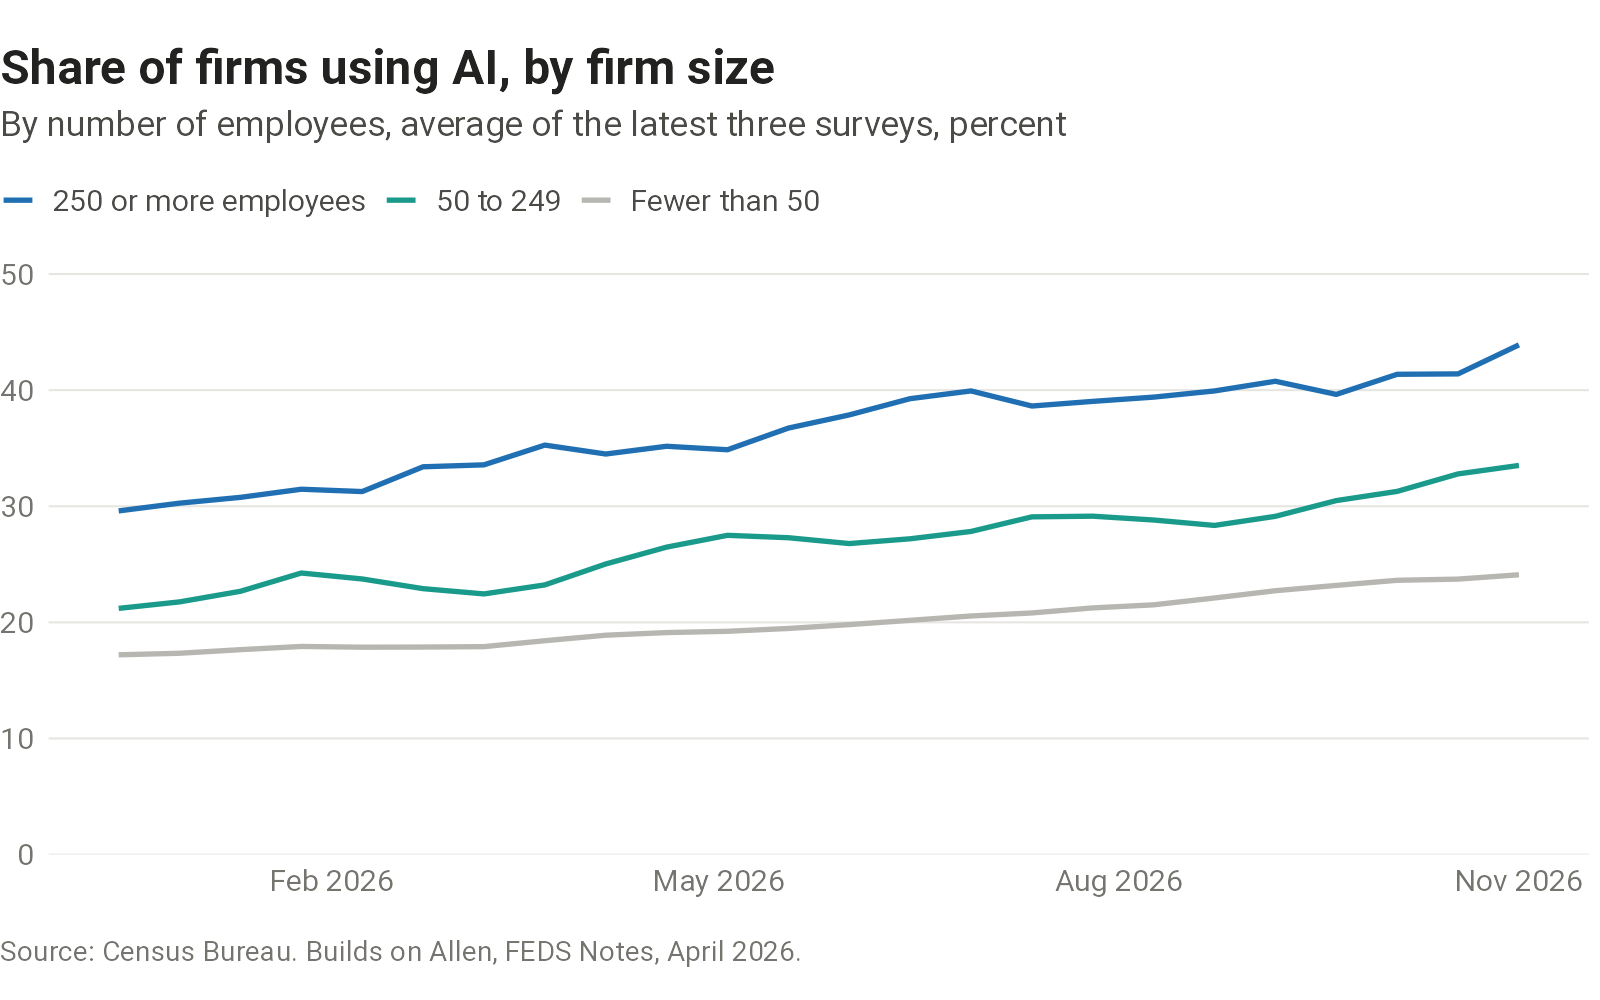 Share of firms using AI, by firm size
By number of employees, average of the latest three surveys, percent
250 or more employees 50 to 249 Fewer than 50
50
40
30
20
10
0
Feb 2026 May 2026 Aug 2026 Nov 2026
Source: Census Bureau. Builds on Allen, FEDS Notes, April 2026.